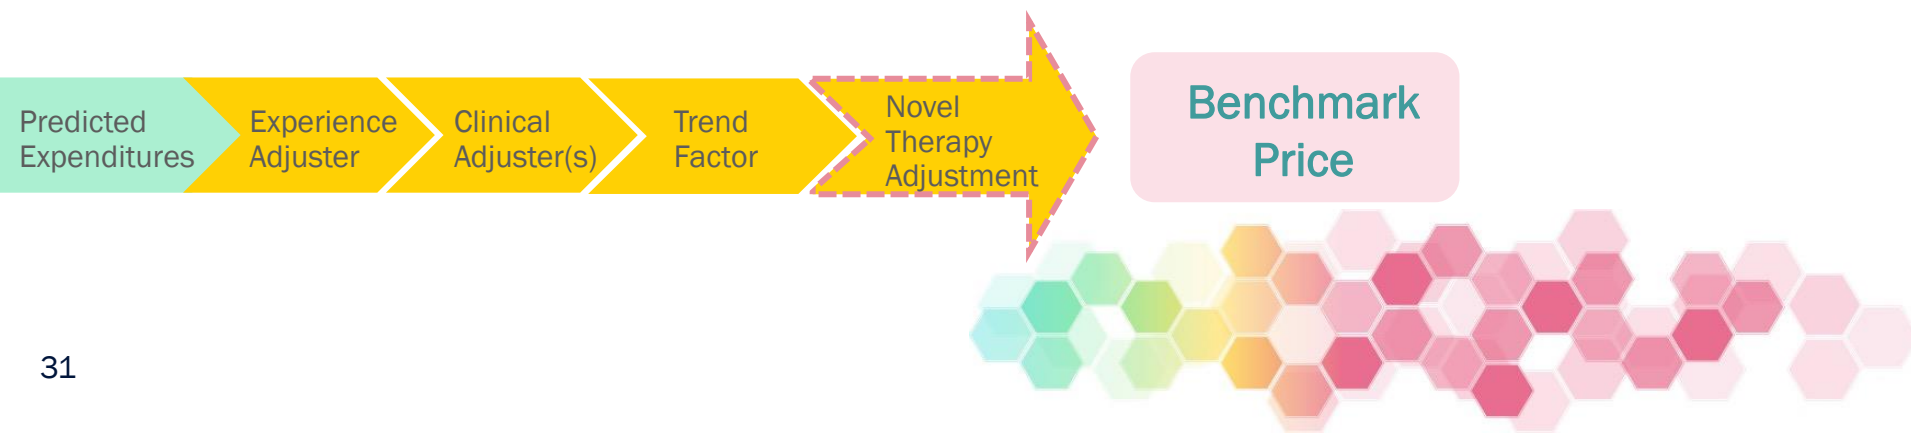 Predicted
Expenditures
Experience
Adjuster
Clinical
Adjuster(s)
Trend
Factor
Novel
Therapy
Adjustment
Benchmark
Price
31